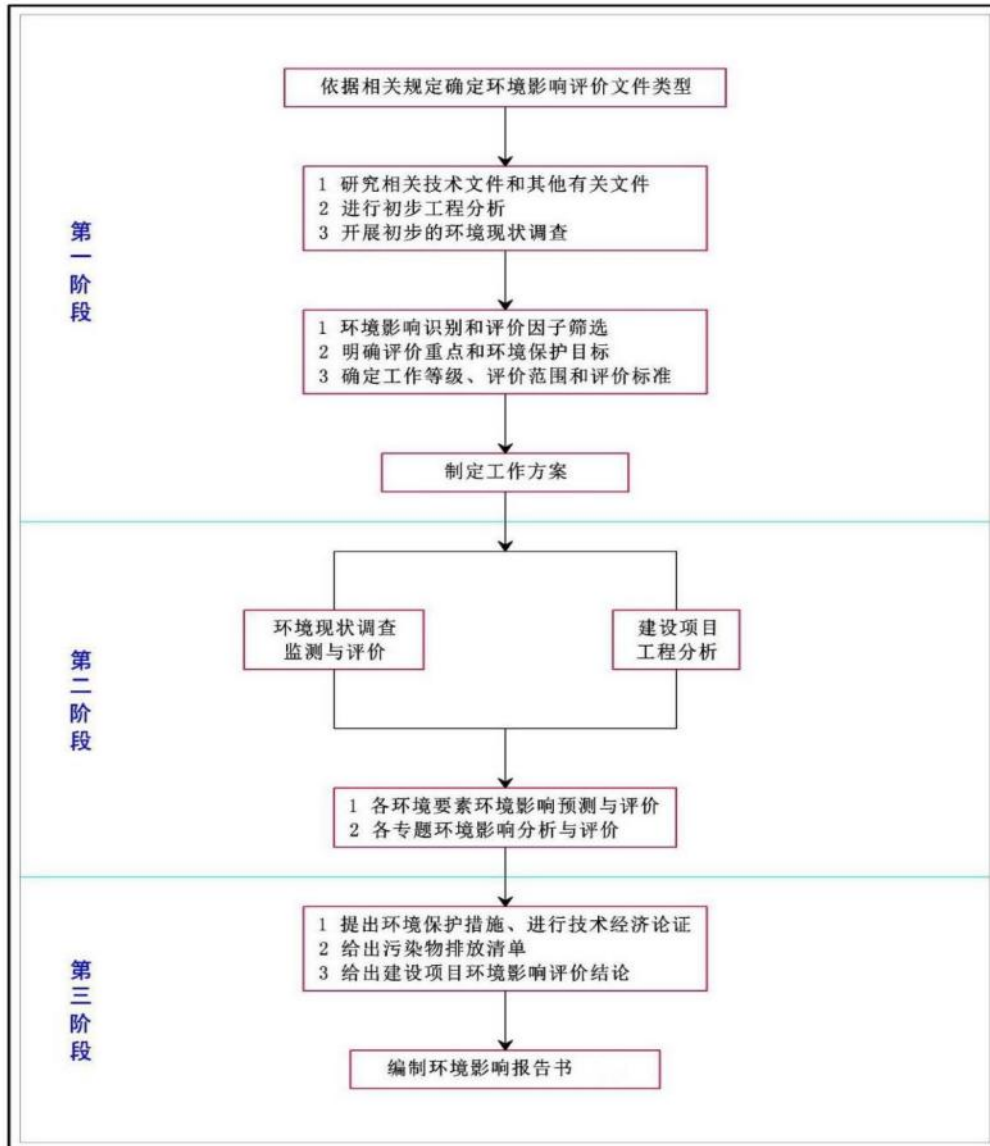 依据相关规定确定环境影响评价文件类型
1 研究相关技术文件和其他有关文件
2 进行初步工程分析
3 开展初步的环境现状调查
第一阶段
1 环境影响识别和评价因子筛选
2 明确评价重点和环境保护目标
3 确定工作等级、评价范围和评价标准
制定工作方案
第二阶段
环境现状调查
监测与评价
建设项目
工程分析
1 各环境要素环境影响预测与评价
2 各专题环境影响分析与评价
第三阶段
1 提出环境保护措施、进行技术经济论证
2 给出污染物排放清单
3 给出建设项目环境影响评价结论
编制环境影响报告书